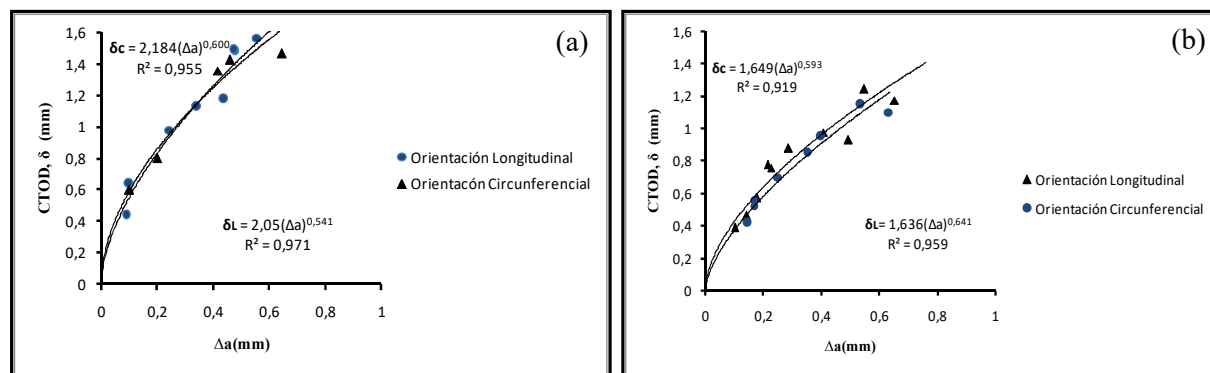 (a)
δc = 2,184(Δa)^0,600
R² = 0,955
1,6
1,4
1,2
1
0,8
0,6
0,4
0,2
0
CTOD, δ (mm)
Orientación Longitudinal
Orientacón Circunferencial
δL = 2,05(Δa)^0,541
R² = 0,971
0 0,2 0,4 0,6 0,8 1
Δa(mm)
(b)
δc = 1,649(Δa)^0,593
R² = 0,919
1,6
1,4
1,2
1
0,8
0,6
0,4
0,2
0
CTOD, δ (mm)
Orientación Longitudinal
Orientación Circunferencial
δL= 1,636(Δa)^0,641
R² = 0,959
0 0,2 0,4 0,6 0,8 1
Δa(mm)